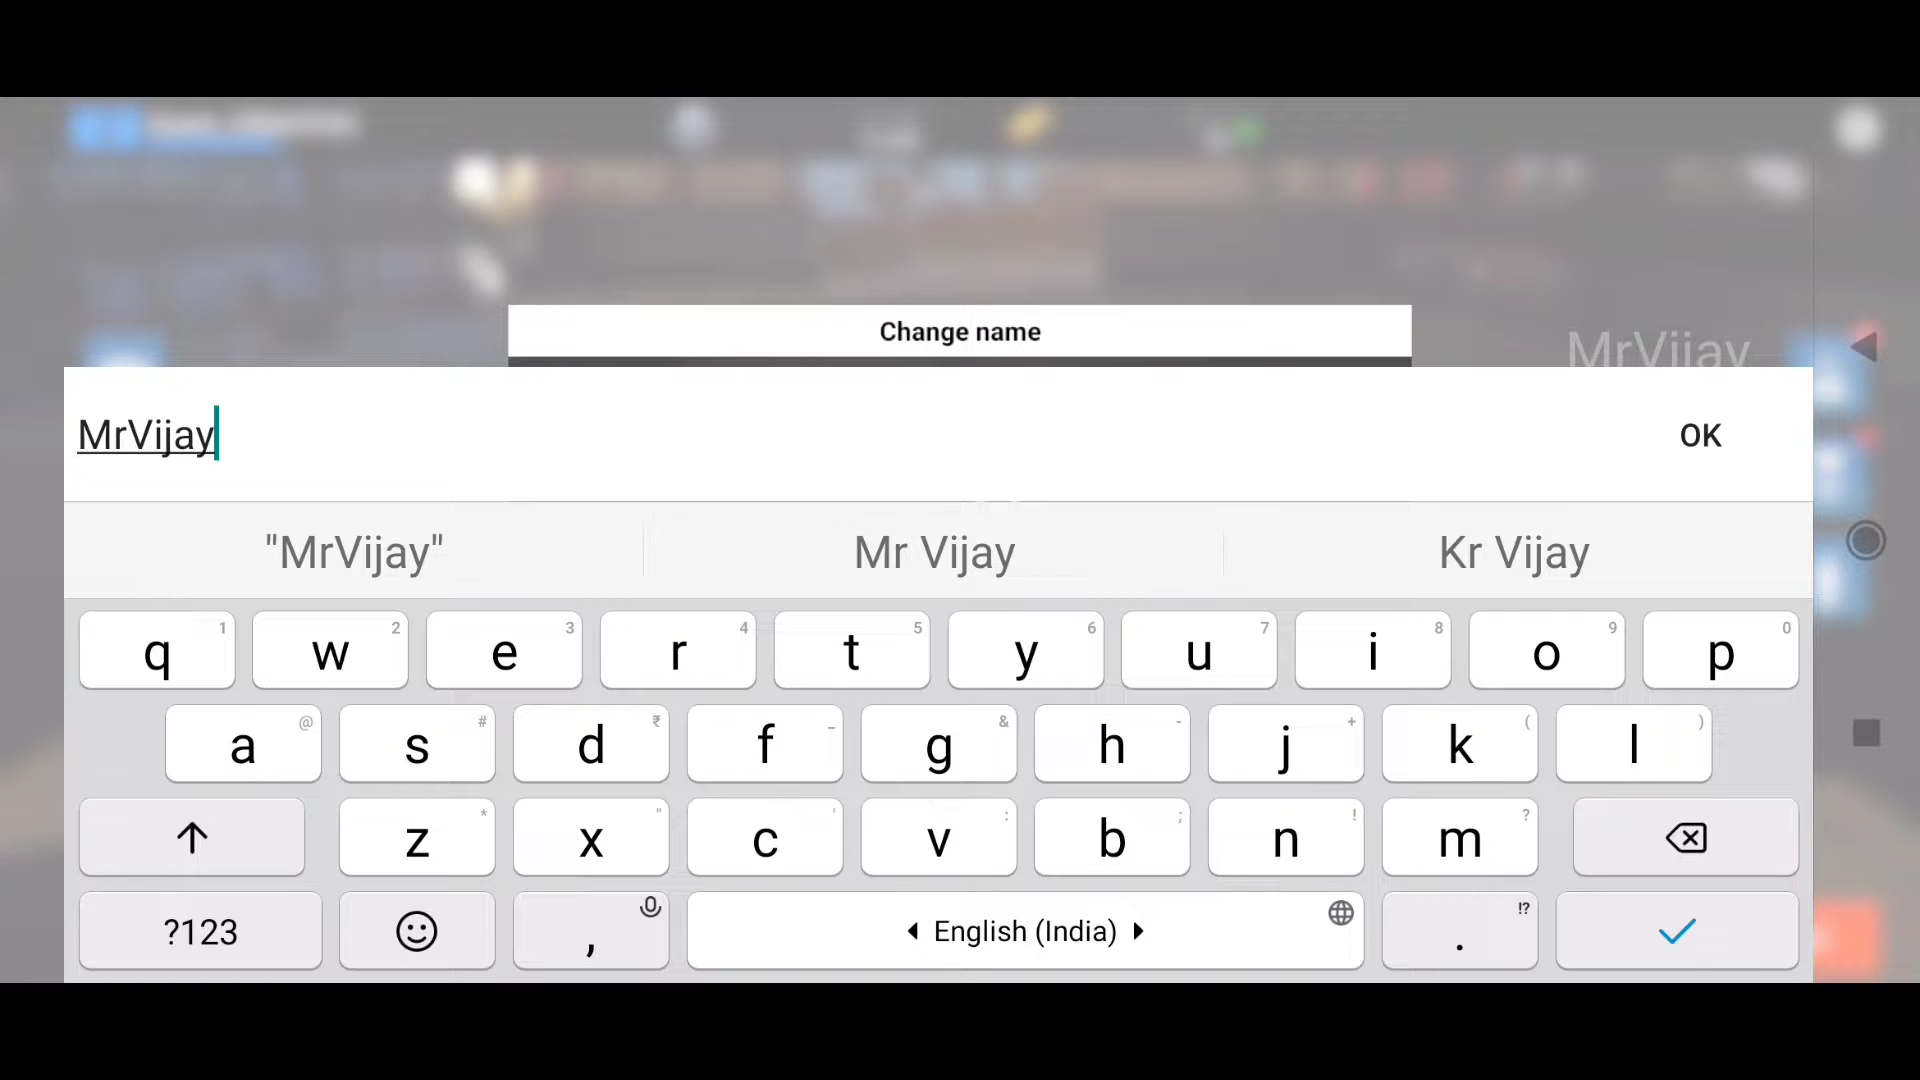 Change name
MrVijay
MrVijay
OK
"MrVijay" Mr Vijay Kr Vijay
q 1 w 2 e 3 r 4 t 5 y 6 u 7 i 8 o 9 p 0
a @ s # d ₹ f _ g & h - j + k ( l )
z * x " c ' v : b ; n ! m ?
?123 , English (India) . !?